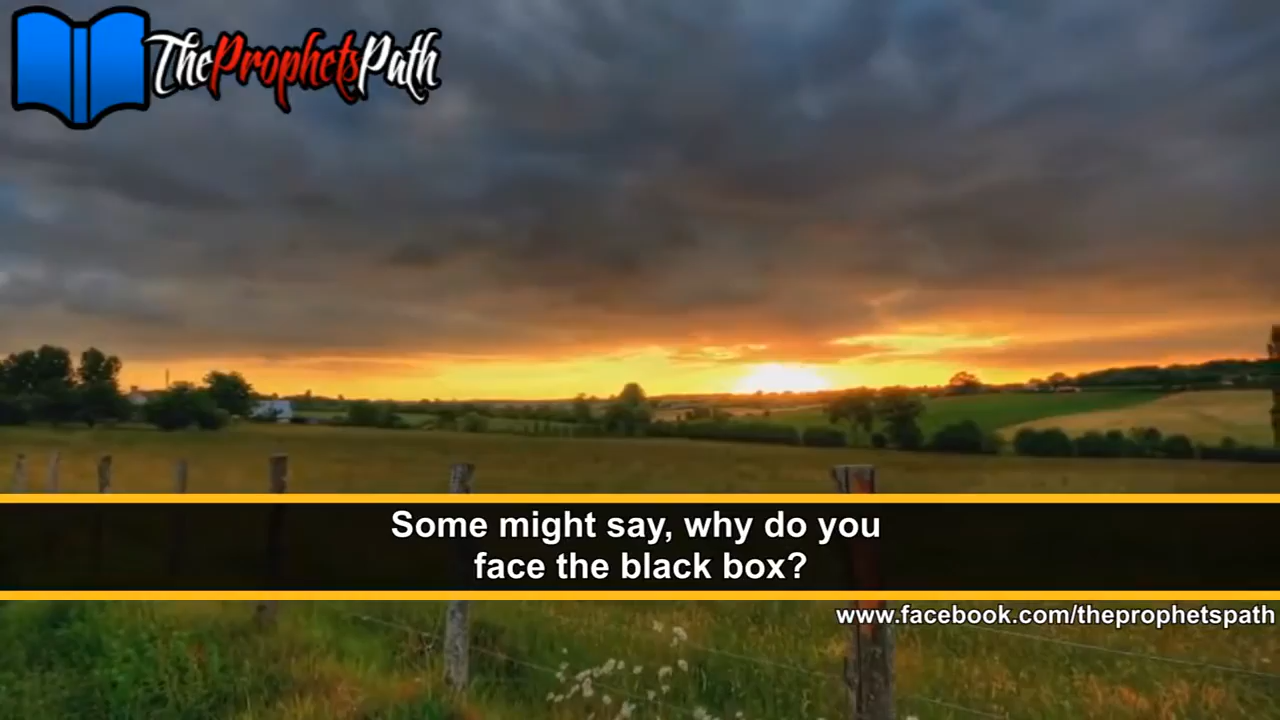 TheProphetsPath
Some might say, why do you
face the black box?
www.facebook.com/theprophetspath